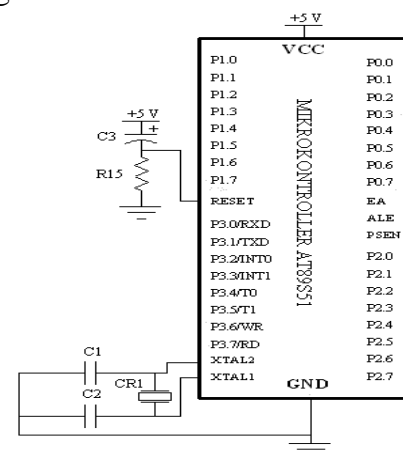 +5 V
VCC
P1.0
P1.1
P1.2
P1.3
P1.4
P1.5
P1.6
P1.7
RESET
P3.0/RXD
P3.1/TXD
P3.2/INT0
P3.3/INT1
P3.4/T0
P3.5/T1
P3.6/WR
P3.7/RD
XTAL2
XTAL1
MIKROKONTROLLER AT89S51
P0.0
P0.1
P0.2
P0.3
P0.4
P0.5
P0.6
P0.7
EA
ALE
PSEN
P2.0
P2.1
P2.2
P2.3
P2.4
P2.5
P2.6
P2.7
GND
+5 V
C3
+
R15
C1
C2
CR1